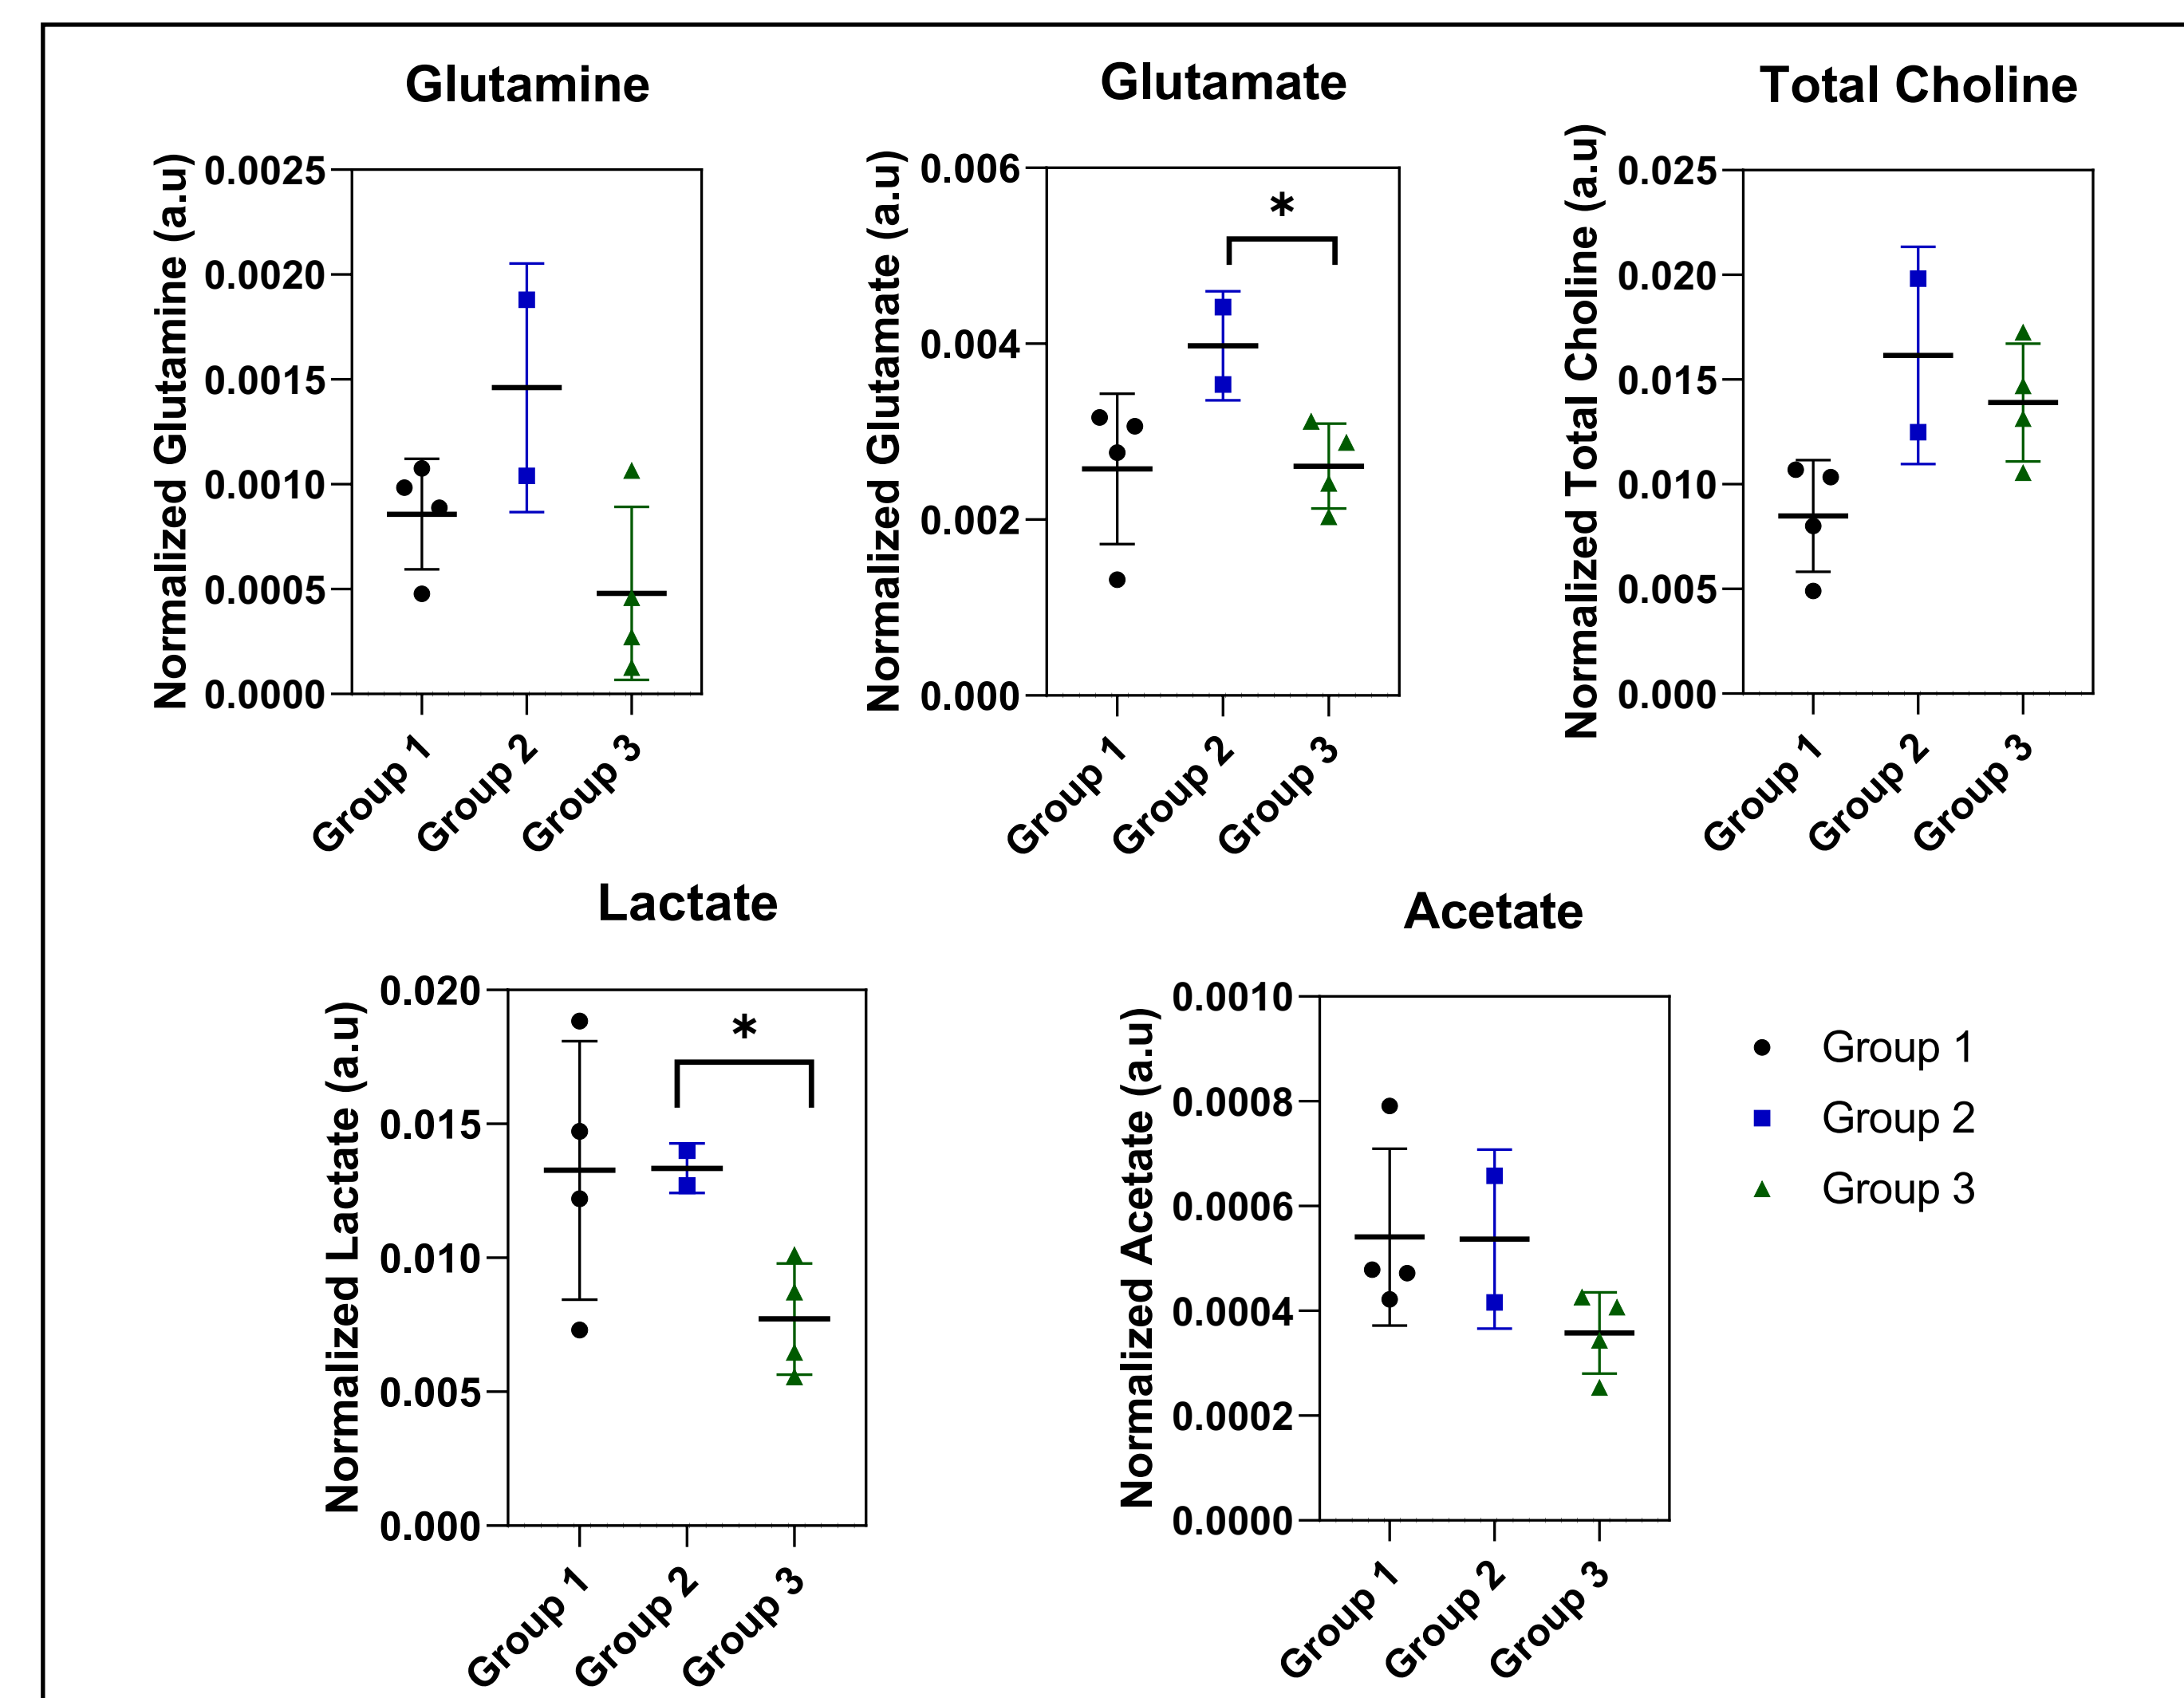 Glutamine
Normalized Glutamine (a.u)
0.0025
0.0020
0.0015
0.0010
0.0005
0.0000
Group 1
Group 2
Group 3
Glutamate
Normalized Glutamate (a.u)
0.006
0.004
0.002
0.000
*
Group 1
Group 2
Group 3
Total Choline
Normalized Total Choline (a.u)
0.025
0.020
0.015
0.010
0.005
0.000
Group 1
Group 2
Group 3
Lactate
Normalized Lactate (a.u)
0.020
0.015
0.010
0.005
0.000
*
Group 1
Group 2
Group 3
Acetate
Normalized Acetate (a.u)
0.0010
0.0008
0.0006
0.0004
0.0002
0.0000
Group 1
Group 2
Group 3
Group 1
Group 2
Group 3